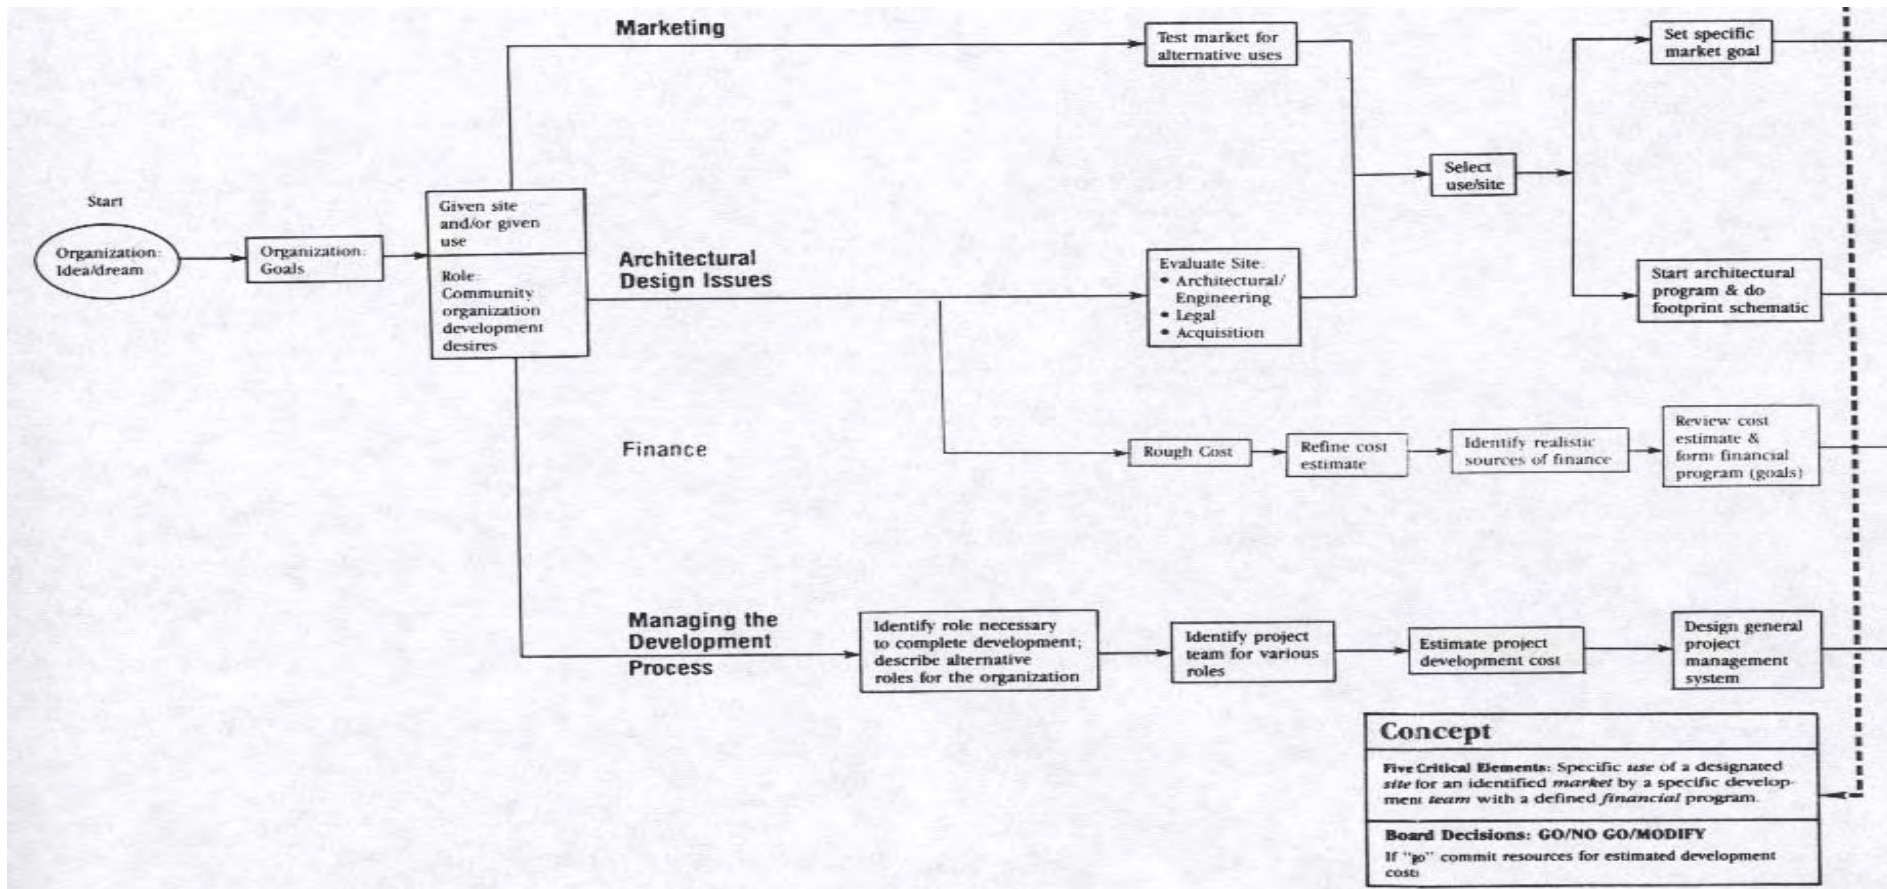 Marketing
Test market for
alternative uses
Set specific
market goal
Select
use/site
Start
Organization:
Idea/dream
Organization:
Goals
Given site
and/or given
use
Role:
Community
organization
development
desires
Architectural
Design Issues
Evaluate Site:
• Architectural/
Engineering
• Legal
• Acquisition
Start architectural
program & do
footprint schematic
Finance
Rough Cost
Refine cost
estimate
Identify realistic
sources of finance
Review cost
estimate &
form financial
program (goals)
Managing the
Development
Process
Identify role necessary
to complete development;
describe alternative
roles for the organization
Identify project
team for various
roles
Estimate project
development cost
Design general
project
management
system
Concept
Five Critical Elements: Specific use of a designated
site for an identified market by a specific develop-
ment team with a defined financial program.
Board Decisions: GO/NO GO/MODIFY
If "go" commit resources for estimated development
costs